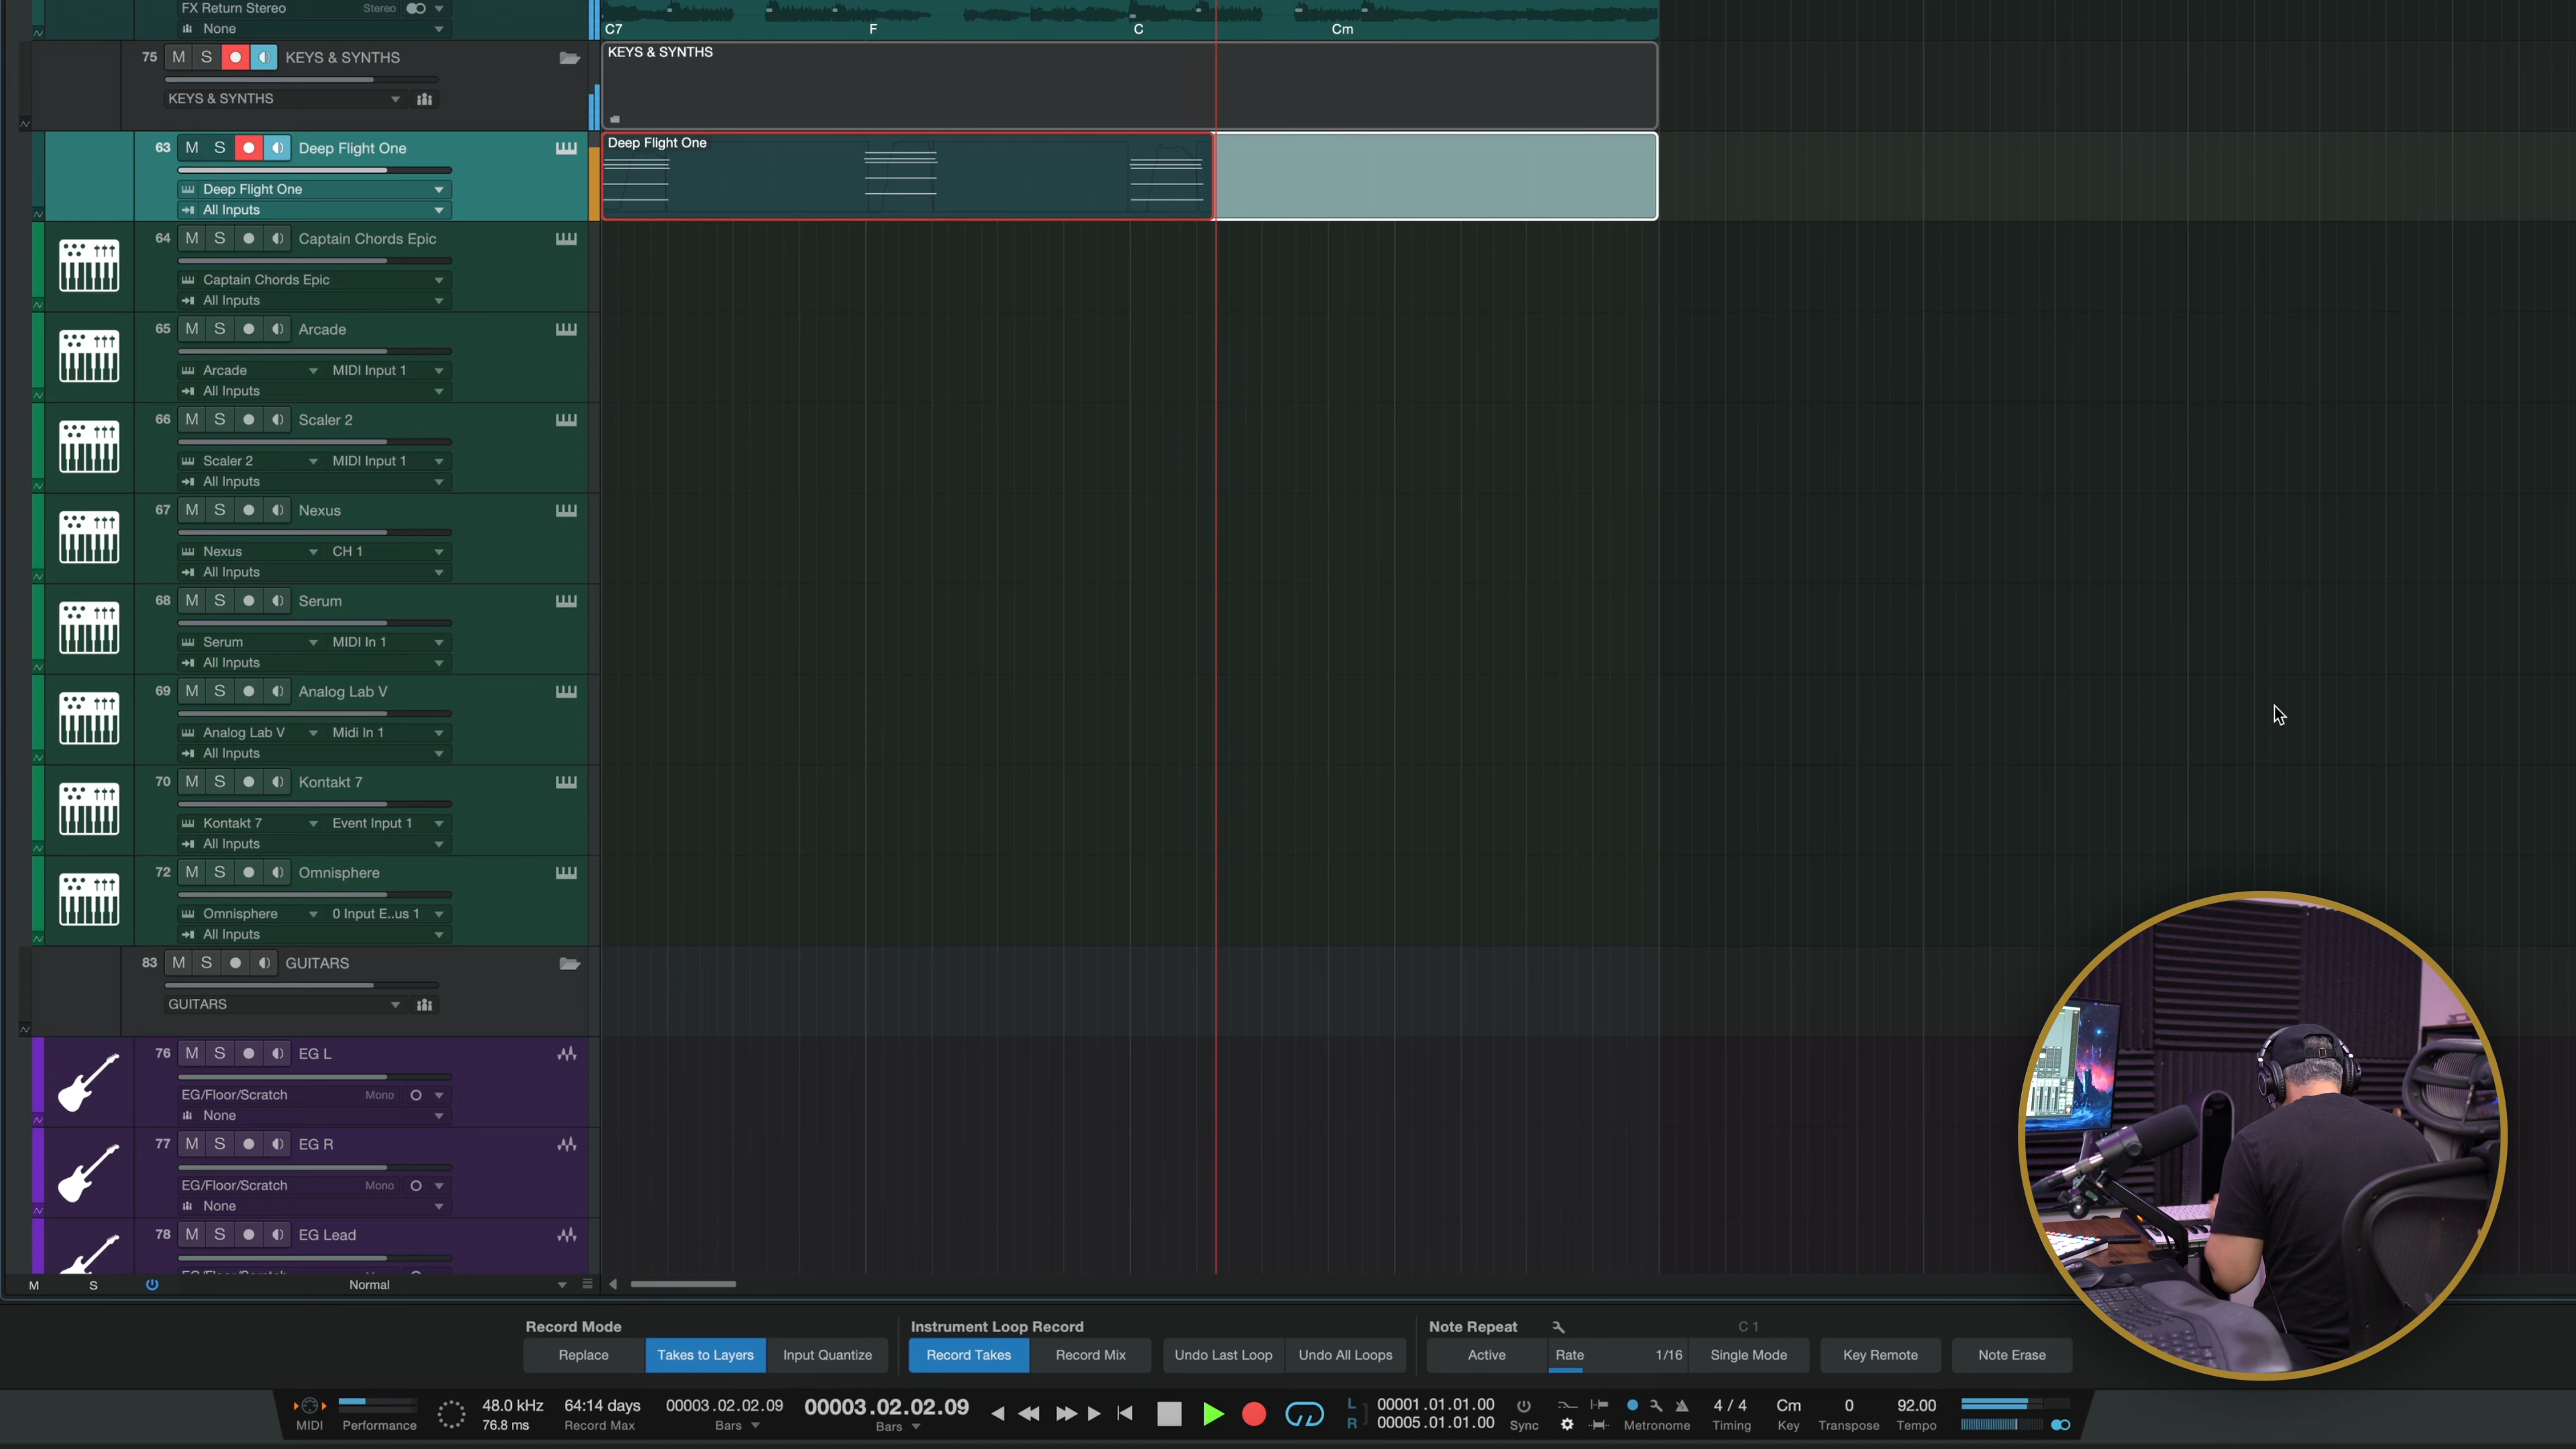 FX Return Stereo Stereo
None
C7 F C Cm
75 M S KEYS & SYNTHS
KEYS & SYNTHS
KEYS & SYNTHS
63 M S Deep Flight One
Deep Flight One
All Inputs
Deep Flight One
64 M S Captain Chords Epic
Captain Chords Epic
All Inputs
65 M S Arcade
Arcade MIDI Input 1
All Inputs
66 M S Scaler 2
Scaler 2 MIDI Input 1
All Inputs
67 M S Nexus
Nexus CH 1
All Inputs
68 M S Serum
Serum MIDI In 1
All Inputs
69 M S Analog Lab V
Analog Lab V Midi In 1
All Inputs
70 M S Kontakt 7
Kontakt 7 Event Input 1
All Inputs
72 M S Omnisphere
Omnisphere 0 Input E..us 1
All Inputs
83 M S GUITARS
GUITARS
76 M S EG L
EG/Floor/Scratch Mono
None
77 M S EG R
EG/Floor/Scratch Mono
None
78 M S EG Lead
M S Normal
Record Mode Instrument Loop Record Note Repeat C 1
Replace Takes to Layers Input Quantize Record Takes Record Mix Undo Last Loop Undo All Loops Active Rate 1/16 Single Mode Key Remote Note Erase
48.0 kHz 64:14 days 00003.02.02.09 00003.02.02.09 L 00001.01.01.00 4 / 4 Cm 0 92.00
MIDI Performance 76.8 ms Record Max Bars Bars R 00005.01.01.00 Sync Metronome Timing Key Transpose Tempo